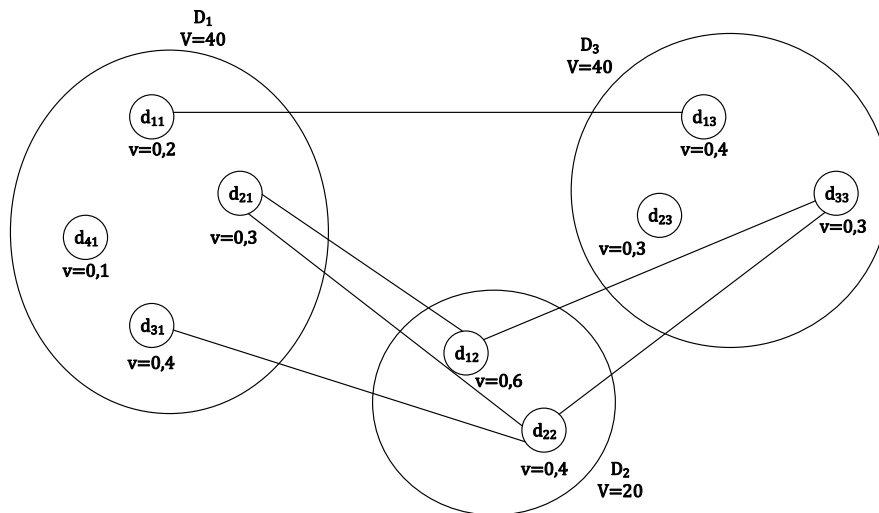 D₁
V=40
d₁₁
v=0,2
d₂₁
v=0,3
d₄₁
v=0,1
d₃₁
v=0,4
D₃
V=40
d₁₃
v=0,4
d₃₃
v=0,3
d₂₃
v=0,3
d₁₂
v=0,6
d₂₂
v=0,4
D₂
V=20